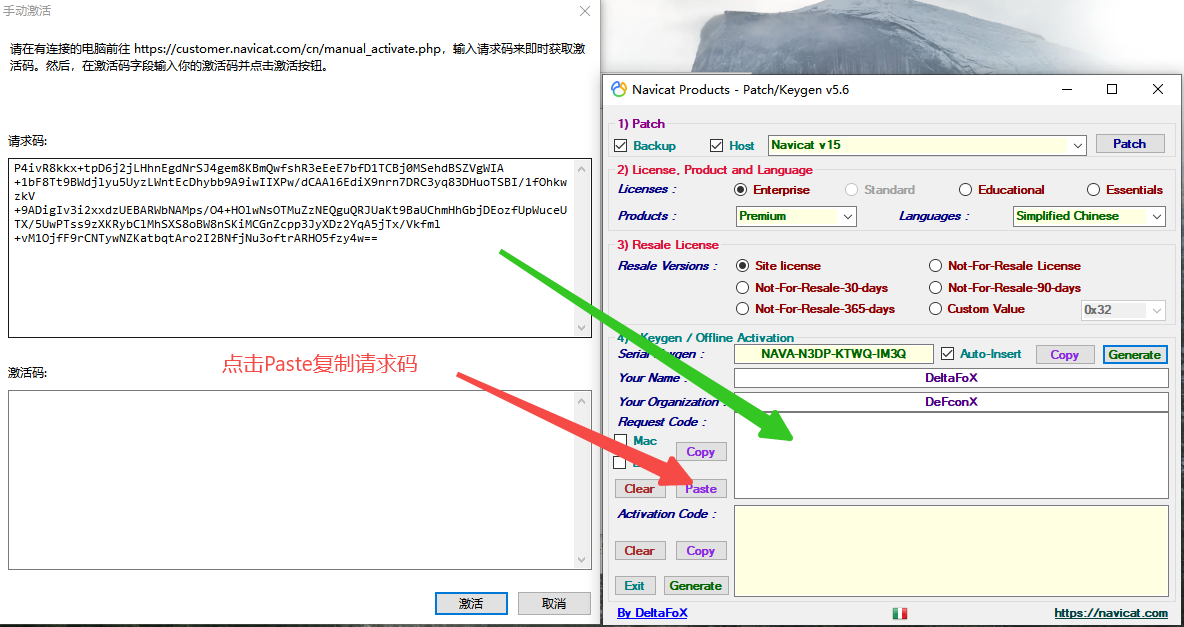 手动激活
请在有连接的电脑前往 https://customer.navicat.com/cn/manual_activate.php，输入请求码来即时获取激
活码。然后，在激活码字段输入你的激活码并点击激活按钮。
请求码:
P4ivR8kkx+tpD6j2jLHhnEgdNrSJ4gem8KBmQwfshR3eEeE7bfD1TCBj0MSehdBSZVgWIA
+1bF8Tt9BWdjlyu5UyzLWntEcDhybb9A9iwIIXPw/dCAAl6EdiX9nrn7DRC3yq83DHuoTSBI/1fOhkw
zkV
+9ADigIv3i2xxdzUEBARWbNAMps/O4+HOlwNsOTMuZzNEQguQRJUaKt9BaUChmHhGbjDEozfUpWuceU
TX/5UwPTss9zXKRybClMhSXS8oBW8nSKiMCGnZcpp3JyXDz2YqA5jTx/Vkfml
+vM1OjfF9rCNTywNZKatbqtAro2I2BNfjNu3oftrARHO5fzy4w==
点击Paste复制请求码
激活码:
激活
取消
Navicat Products - Patch/Keygen v5.6
1) Patch
Backup
Host
Navicat v15
Patch
2) License, Product and Language
Licenses :
Enterprise
Standard
Educational
Essentials
Products :
Premium
Languages :
Simplified Chinese
3) Resale License
Resale Versions :
Site license
Not-For-Resale License
Not-For-Resale-30-days
Not-For-Resale-90-days
Not-For-Resale-365-days
Custom Value
0x32
4) Keygen / Offline Activation
Serial Keygen :
NAVA-N3DP-KTWQ-IM3Q
Auto-Insert
Copy
Generate
Your Name :
DeltaFoX
Your Organization :
DeFconX
Request Code :
Mac
Copy
Clear
Paste
Activation Code :
Clear
Copy
Exit
Generate
By DeltaFoX
https://navicat.com